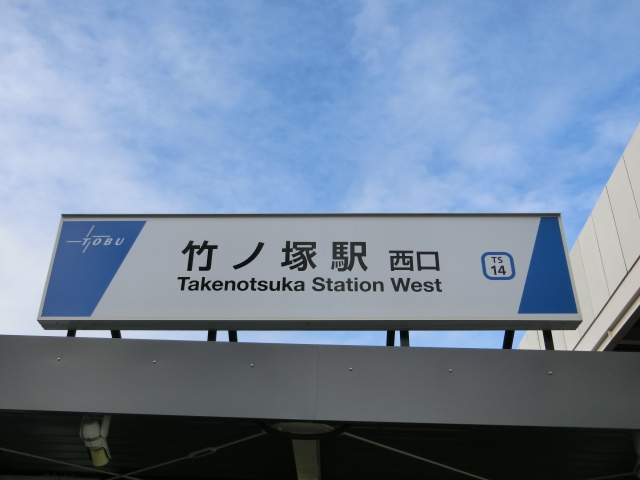 TOBU
竹ノ塚駅 西口
Takenotsuka Station West
TS
14